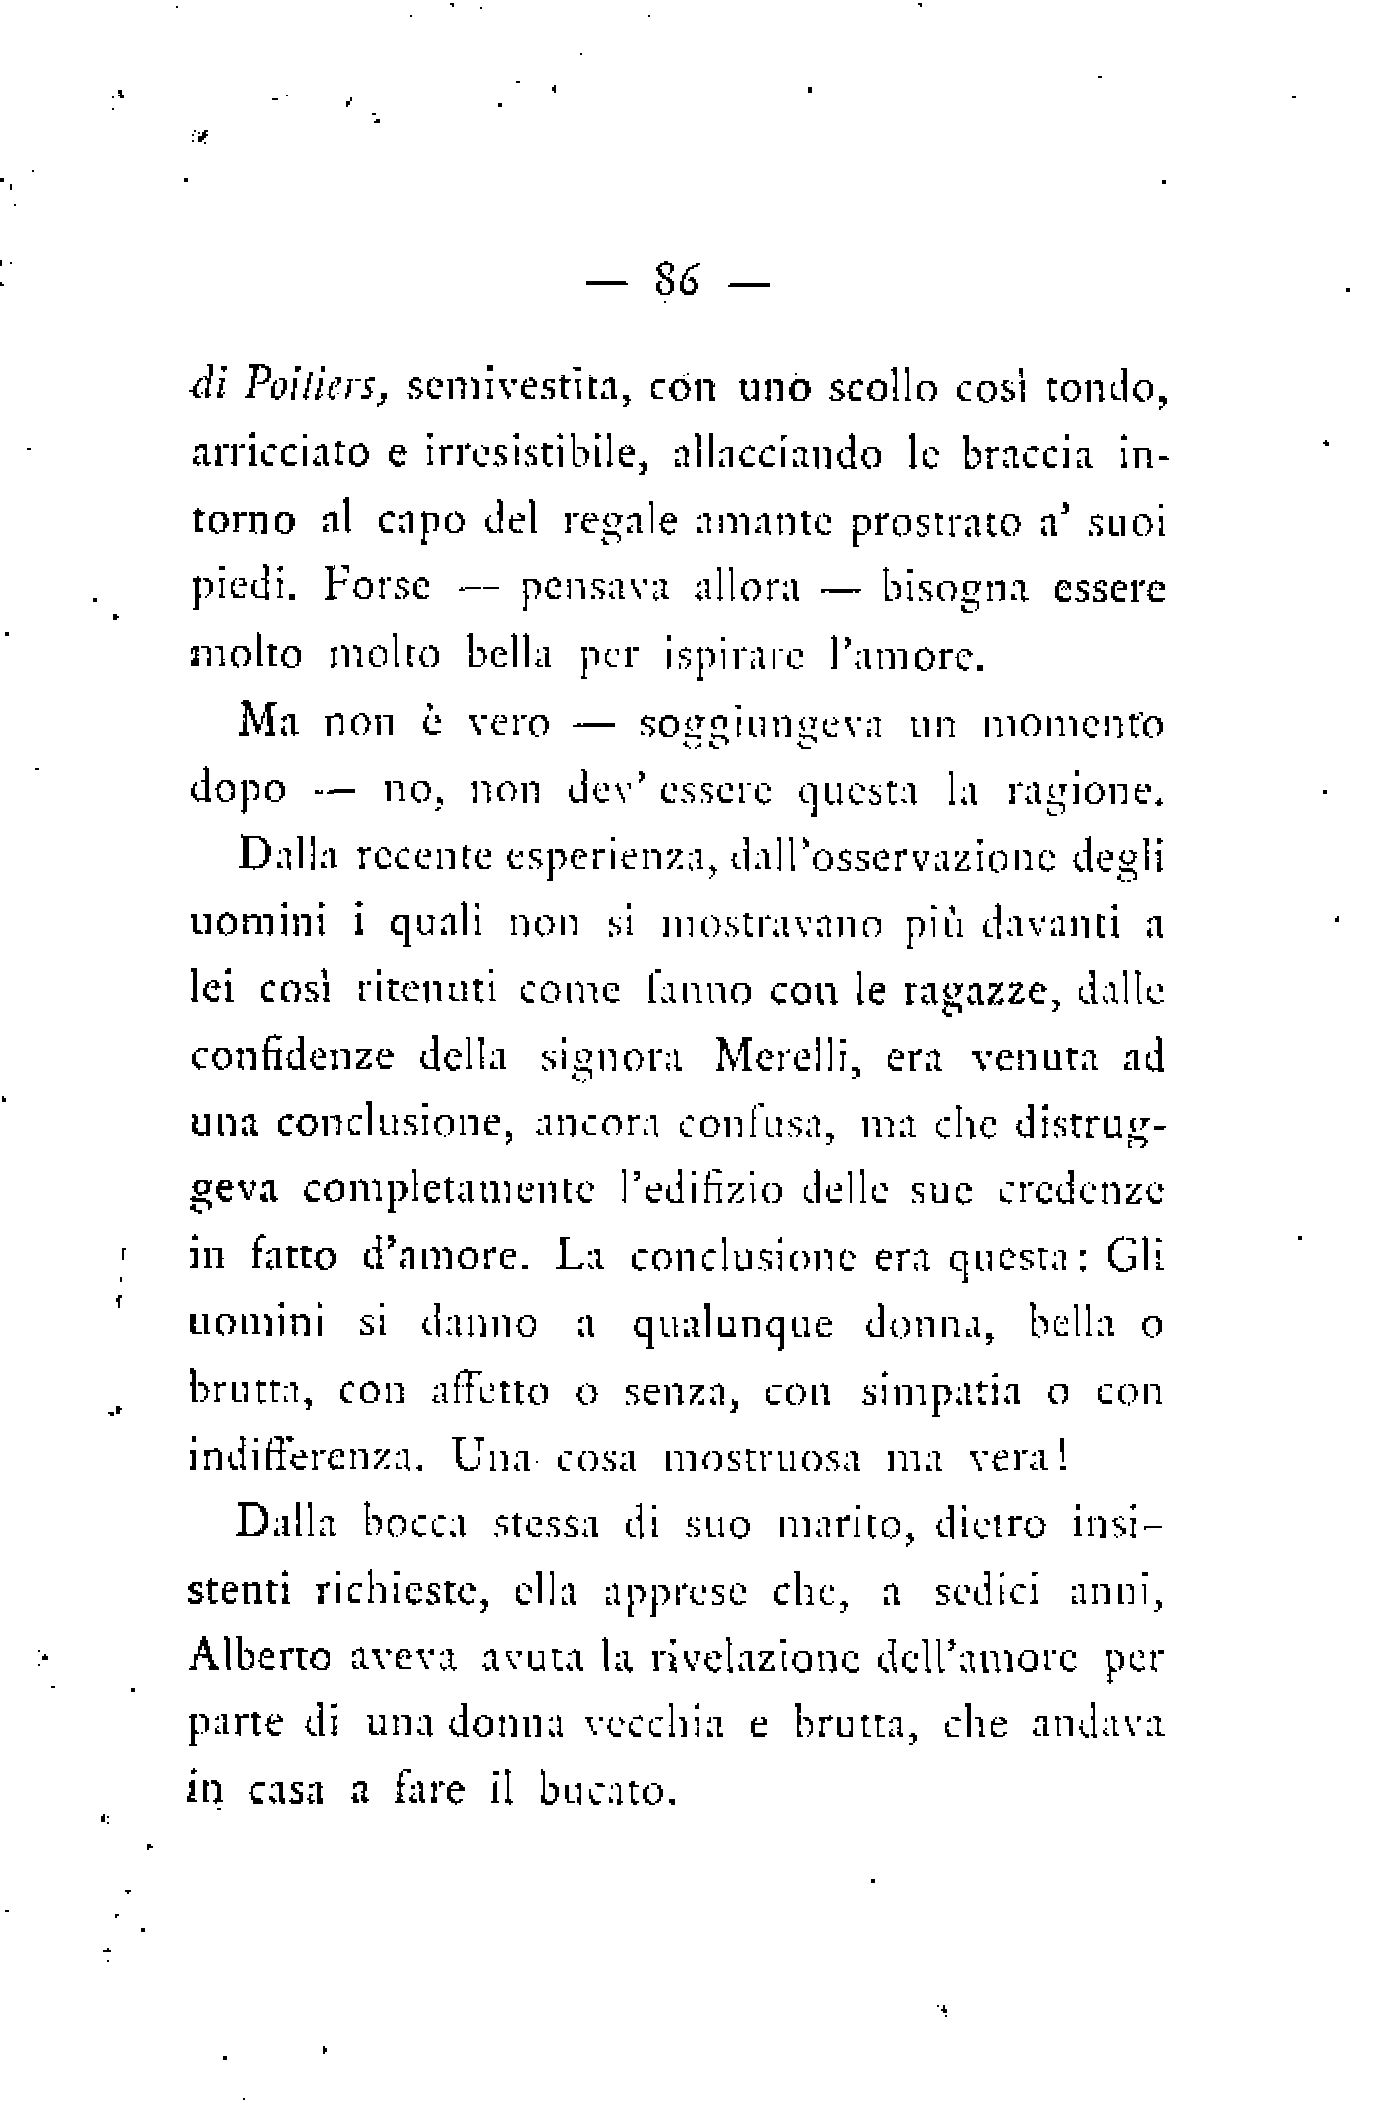 — 86 —
di Poitiers, semivestita, con uno scollo così tondo,
arricciato e irresistibile, allacciando le braccia in-
torno al capo del regale amante prostrato a' suoi
piedi. Forse — pensava allora — bisogna essere
molto molto bella per ispirare l'amore.
Ma non è vero — soggiungeva un momento
dopo — no, non dev' essere questa la ragione.
Dalla recente esperienza, dall'osservazione degli
uomini i quali non si mostravano più davanti a
lei così ritenuti come fanno con le ragazze, dalle
confidenze della signora Merelli, era venuta ad
una conclusione, ancora confusa, ma che distrug-
geva completamente l'edifizio delle sue credenze
in fatto d'amore. La conclusione era questa: Gli
uomini si danno a qualunque donna, bella o
brutta, con affetto o senza, con simpatia o con
indifferenza. Una cosa mostruosa ma vera!
Dalla bocca stessa di suo marito, dietro insi-
stenti richieste, ella apprese che, a sedici anni,
Alberto aveva avuta la rivelazione dell'amore per
parte di una donna vecchia e brutta, che andava
in casa a fare il bucato.